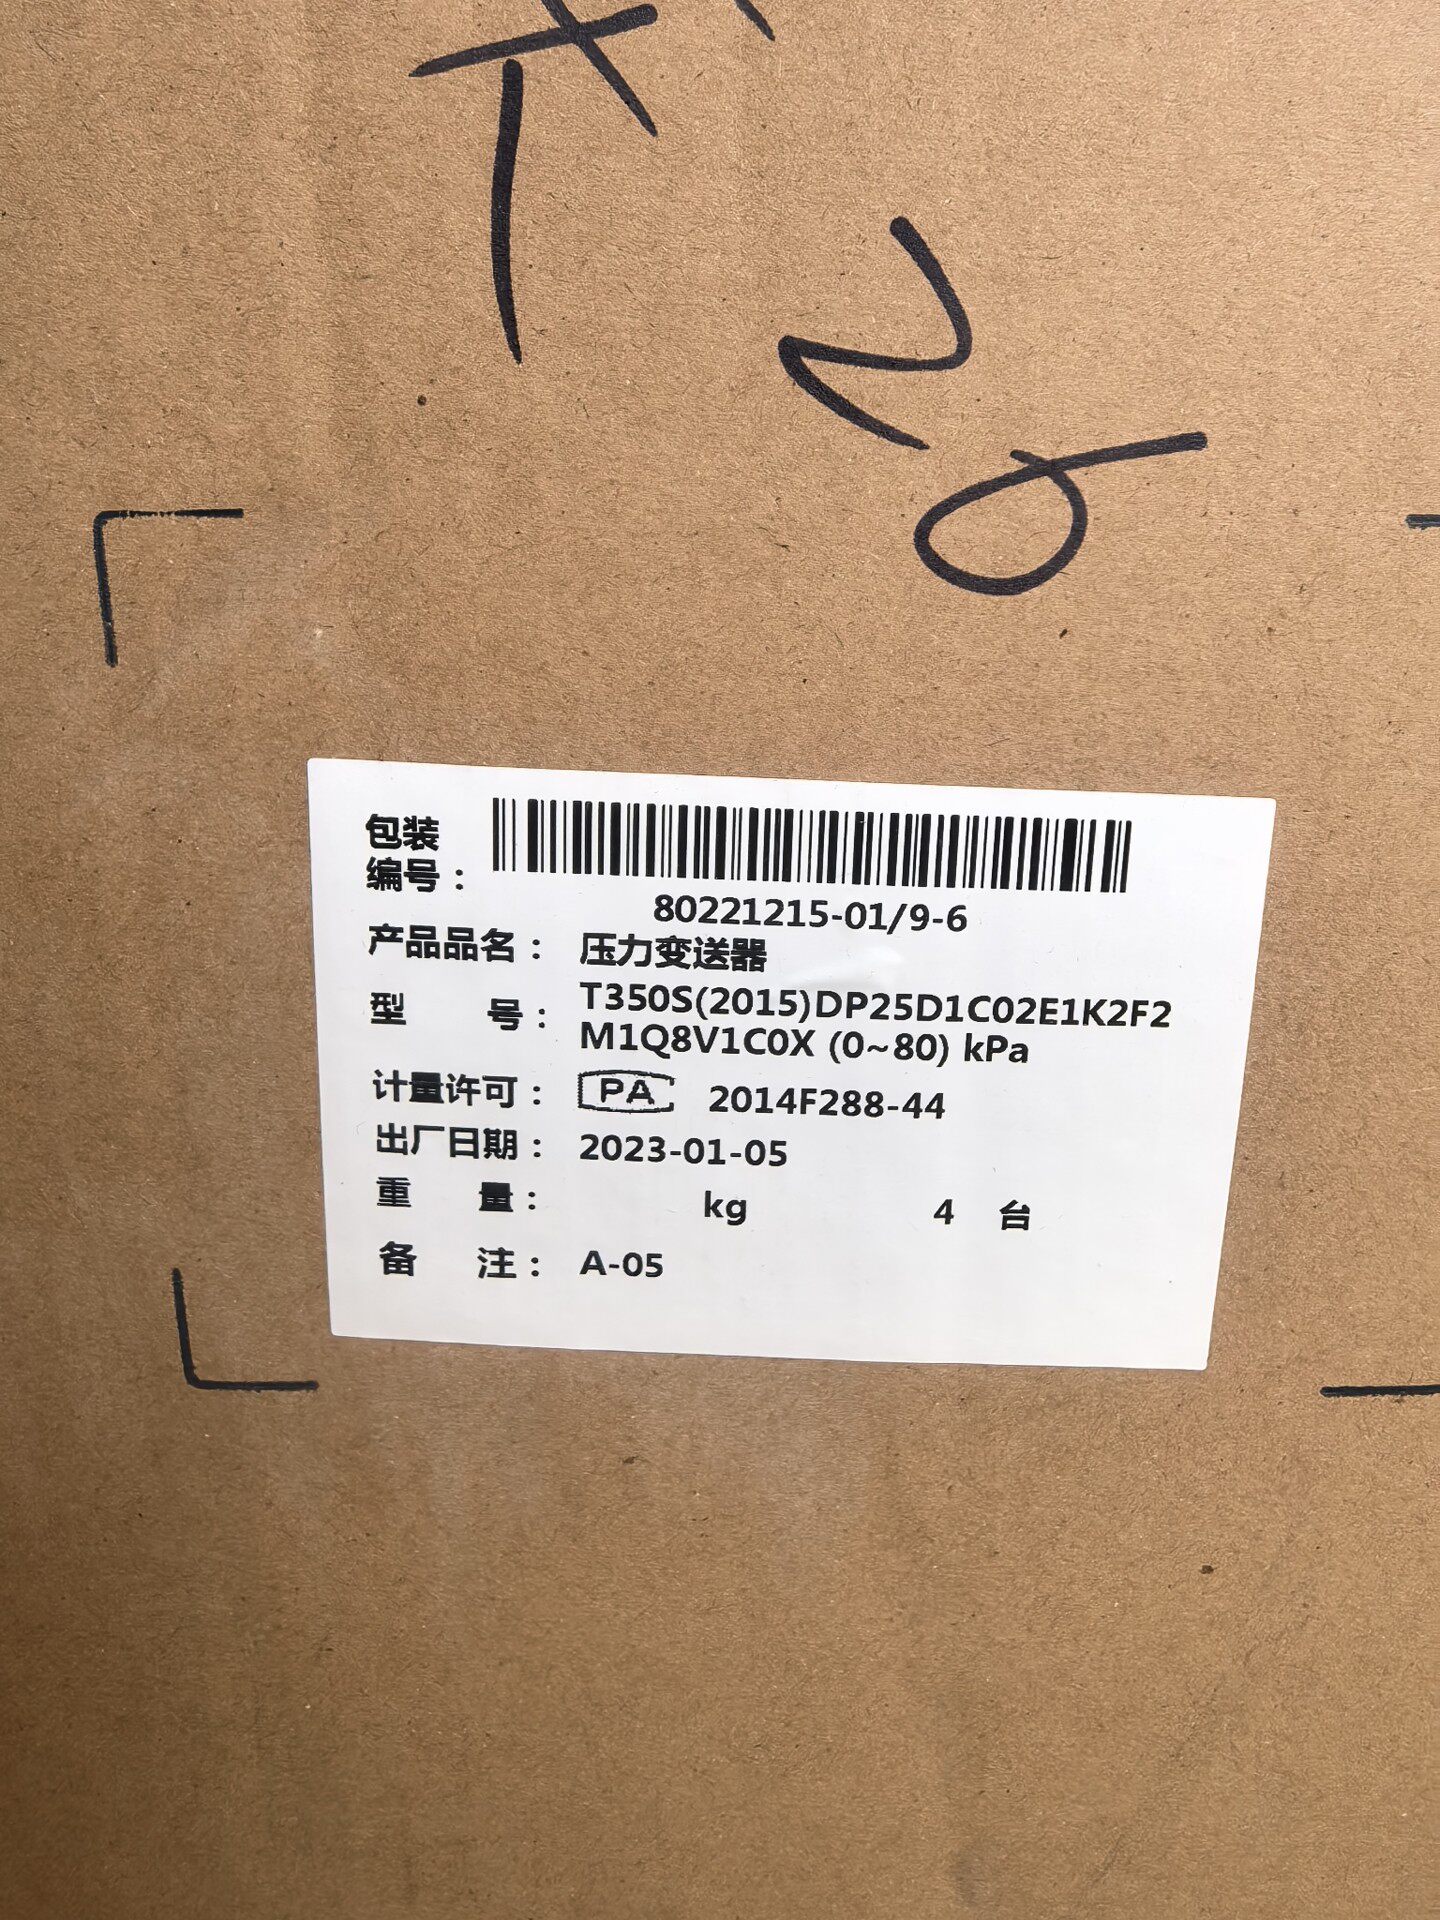 包装
编号：
80221215-01/9-6
产品品名： 压力变送器
型 号： T350S(2015)DP25D1C02E1K2F2
M1Q8V1C0X (0~80) kPa
计量许可： PA 2014F288-44
出厂日期： 2023-01-05
重 量： kg 4 台
备 注： A-05